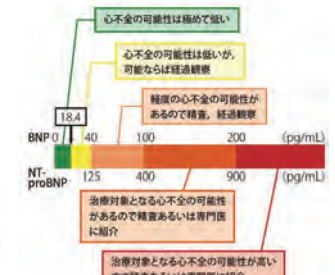 心不全の可能性は極めて低い
心不全の可能性は低いが,
可能ならば経過観察
18.4
軽度の心不全の可能性が
あるので精査, 経過観察
BNP 0 40 100 200 (pg/mL)
NT-
proBNP 125 400 900 (pg/mL)
治療対象となる心不全の可能性
があるので精査あるいは専門医
に紹介
治療対象となる心不全の可能性が高い